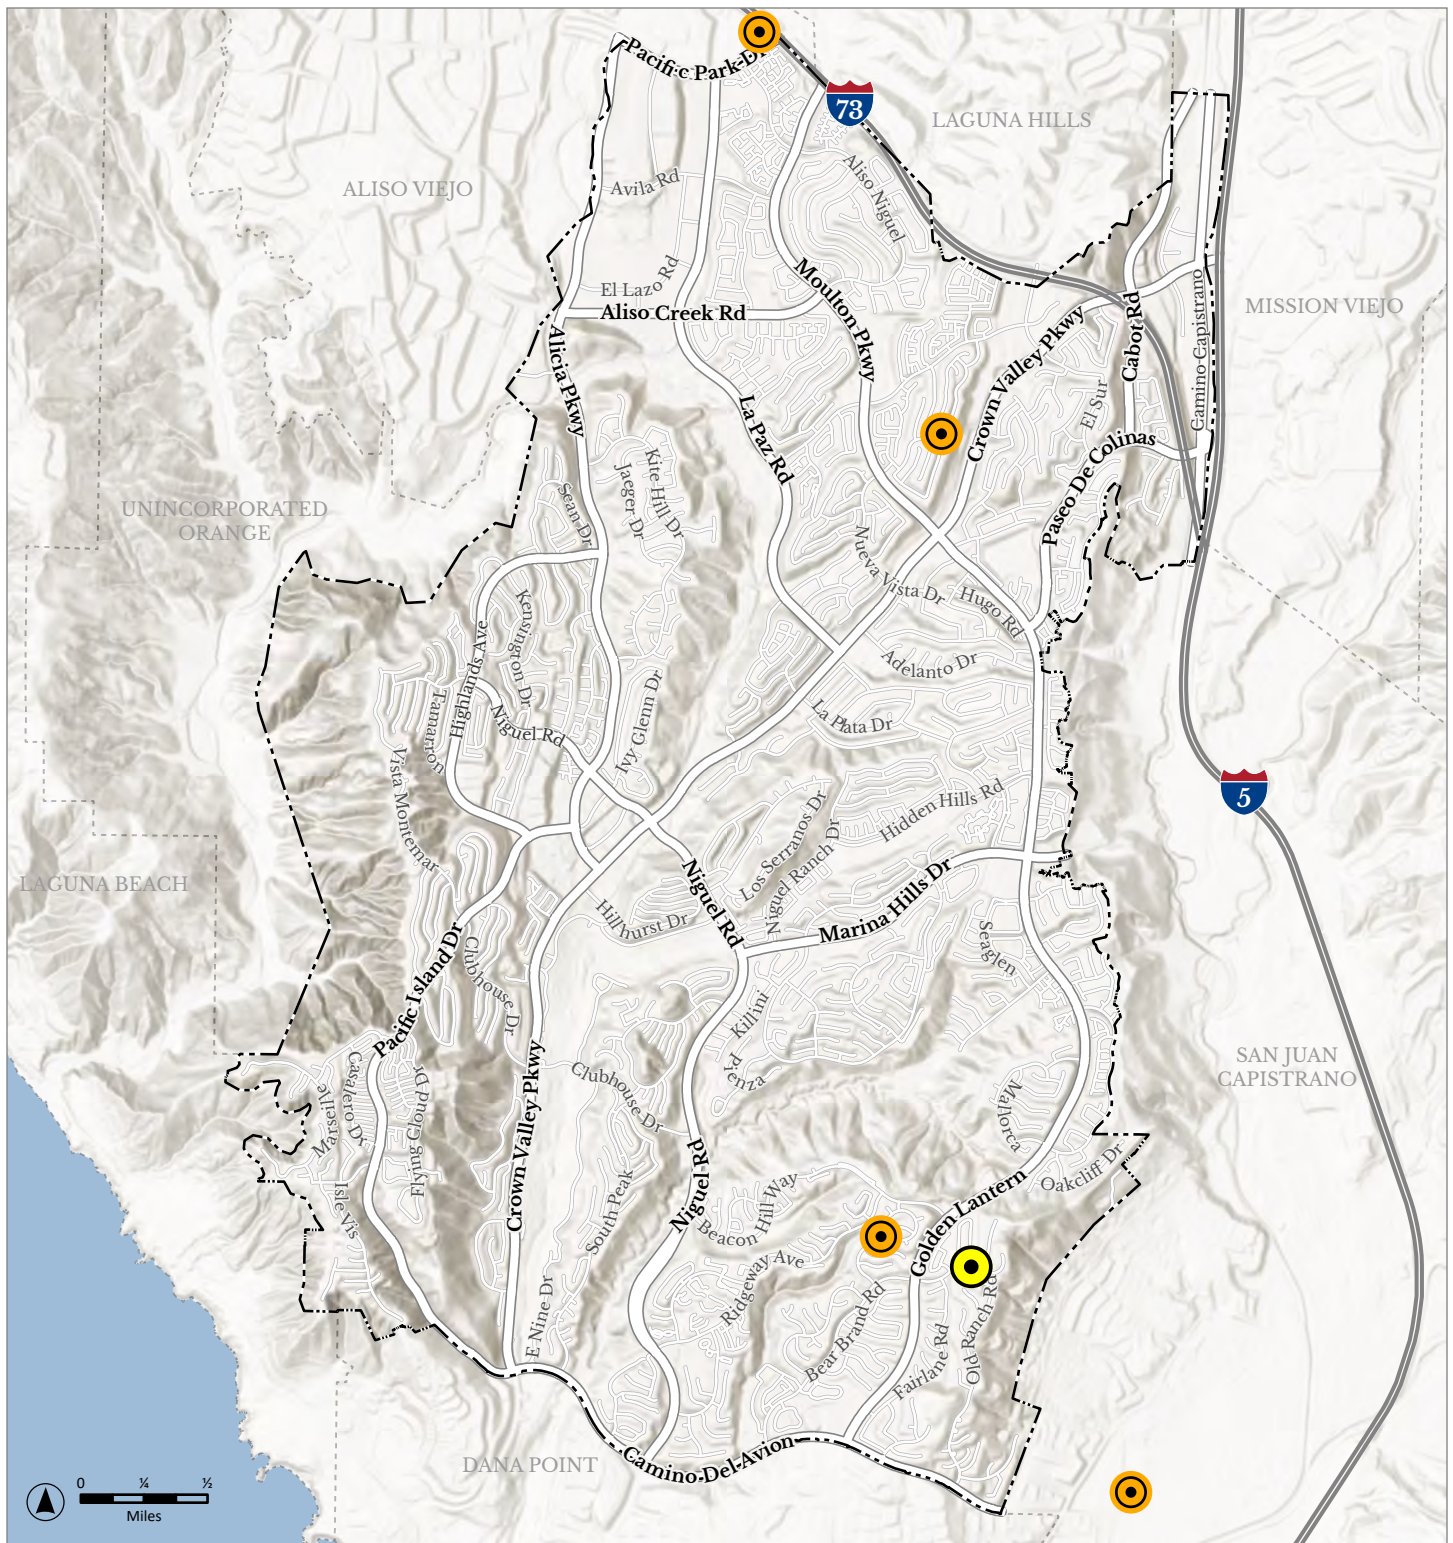 Pacific Park Dr
73
LAGUNA HILLS
ALISO VIEJO
Avila Rd
Aliso Niguel
El Lazo Rd
Aliso Creek Rd
Moulton Pkwy
MISSION VIEJO
Camino Capistrano
Cabot Rd
Crown Valley Pkwy
Alicia Pkwy
La Paz Rd
El Sur
Paseo De Colinas
Kite Hill Dr
Jaeger Dr
Sean Dr
UNINCORPORATED
ORANGE
Nueva Vista Dr
Hugo Rd
Kensington Dr
Highlands Ave
Adelanto Dr
Tamarron
Niguel Rd
Ivy Glenn Dr
La Plata Dr
Vista Montemar
5
Los Serranos Dr
Hidden Hills Rd
Niguel Ranch Dr
LAGUNA BEACH
Niguel Rd
Marina Hills Dr
Hillhurst Dr
Seaglen
Pacific Island Dr
Clubhouse Dr
Killini
SAN JUAN
CAPISTRANO
Pienza
Clubhouse Dr
Casalero Dr
Marseille
Flying Cloud Dr
Crown Valley Pkwy
Mallorca
Niguel Rd
Oakcliff Dr
Isle Vis
South Peak
Beacon Hill Way
Golden Lantern
Ridgeway Ave
E Nine Dr
Bear Brand Rd
Old Ranch Rd
Fairlane Rd
Camino Del Avion
DANA POINT
0 ¼ ½
Miles